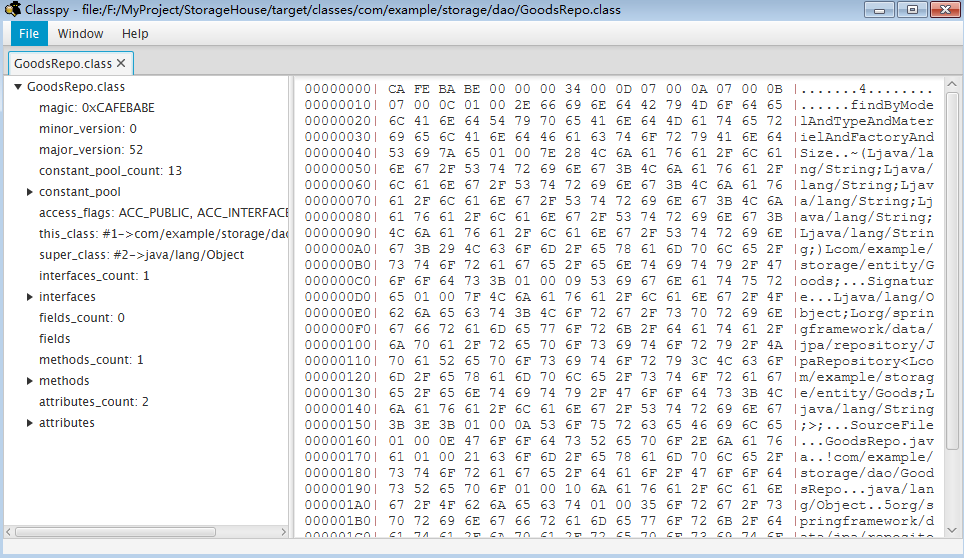 Classpy - file:/F:/MyProject/StorageHouse/target/classes/com/example/storage/dao/GoodsRepo.class
File Window Help
GoodsRepo.class
GoodsRepo.class
magic: 0xCAFEBABE
minor_version: 0
major_version: 52
constant_pool_count: 13
constant_pool
access_flags: ACC_PUBLIC, ACC_INTERFACE
this_class: #1->com/example/storage/dao
super_class: #2->java/lang/Object
interfaces_count: 1
interfaces
fields_count: 0
fields
methods_count: 1
methods
attributes_count: 2
attributes
00000000| CA FE BA BE 00 00 00 34 00 0D 07 00 0A 07 00 0B |.......4........
00000010| 07 00 0C 01 00 2E 66 69 6E 64 42 79 4D 6F 64 65 |......findByMode
00000020| 6C 41 6E 64 54 79 70 65 41 6E 64 4D 61 74 65 72 |lAndTypeAndMater
00000030| 69 65 6C 41 6E 64 46 61 63 74 6F 72 79 41 6E 64 |ielAndFactoryAnd
00000040| 53 69 7A 65 01 00 7E 28 4C 6A 61 76 61 2F 6C 61 |Size..~(Ljava/la
00000050| 6E 67 2F 53 74 72 69 6E 67 3B 4C 6A 61 76 61 2F |ng/String;Ljava/
00000060| 6C 61 6E 67 2F 53 74 72 69 6E 67 3B 4C 6A 61 76 |lang/String;Ljav
00000070| 61 2F 6C 61 6E 67 2F 53 74 72 69 6E 67 3B 4C 6A |a/lang/String;Lj
00000080| 61 76 61 2F 6C 61 6E 67 2F 53 74 72 69 6E 67 3B |ava/lang/String;
00000090| 4C 6A 61 76 61 2F 6C 61 6E 67 2F 53 74 72 69 6E |Ljava/lang/Strin
000000A0| 67 3B 29 4C 63 6F 6D 2F 65 78 61 6D 70 6C 65 2F |g;)Lcom/example/
000000B0| 73 74 6F 72 61 67 65 2F 65 6E 74 69 74 79 2F 47 |storage/entity/G
000000C0| 6F 6F 64 73 3B 01 00 09 53 69 67 6E 61 74 75 72 |oods;...Signatur
000000D0| 65 01 00 7F 4C 6A 61 76 61 2F 6C 61 6E 67 2F 4F |e...Ljava/lang/O
000000E0| 62 6A 65 63 74 3B 4C 6F 72 67 2F 73 70 72 69 6E |bject;Lorg/sprin
000000F0| 67 66 72 61 6D 65 77 6F 72 6B 2F 64 61 74 61 2F |gframework/data/
00000100| 6A 70 61 2F 72 65 70 6F 73 69 74 6F 72 79 2F 4A |jpa/repository/J
00000110| 70 61 52 65 70 6F 73 69 74 6F 72 79 3C 4C 63 6F |paRepository<Lco
00000120| 6D 2F 65 78 61 6D 70 6C 65 2F 73 74 6F 72 61 67 |m/example/storag
00000130| 65 2F 65 6E 74 69 74 79 2F 47 6F 6F 64 73 3B 4C |e/entity/Goods;L
00000140| 6A 61 76 61 2F 6C 61 6E 67 2F 53 74 72 69 6E 67 |java/lang/String
00000150| 3B 3E 3B 01 00 0A 53 6F 75 72 63 65 46 69 6C 65 |;>;...SourceFile
00000160| 01 00 0E 47 6F 6F 64 73 52 65 70 6F 2E 6A 61 76 |...GoodsRepo.jav
00000170| 61 01 00 21 63 6F 6D 2F 65 78 61 6D 70 6C 65 2F |a..!com/example/
00000180| 73 74 6F 72 61 67 65 2F 64 61 6F 2F 47 6F 6F 64 |storage/dao/Good
00000190| 73 52 65 70 6F 01 00 10 6A 61 76 61 2F 6C 61 6E |sRepo...java/lan
000001A0| 67 2F 4F 62 6A 65 63 74 01 00 35 6F 72 67 2F 73 |g/Object..5org/s
000001B0| 70 72 69 6E 67 66 72 61 6D 65 77 6F 72 6B 2F 64 |pringframework/d
000001C0| 61 74 61 2F 6A 70 61 2F 72 65 70 6F 73 69 74 6F |ata/jpa/reposito